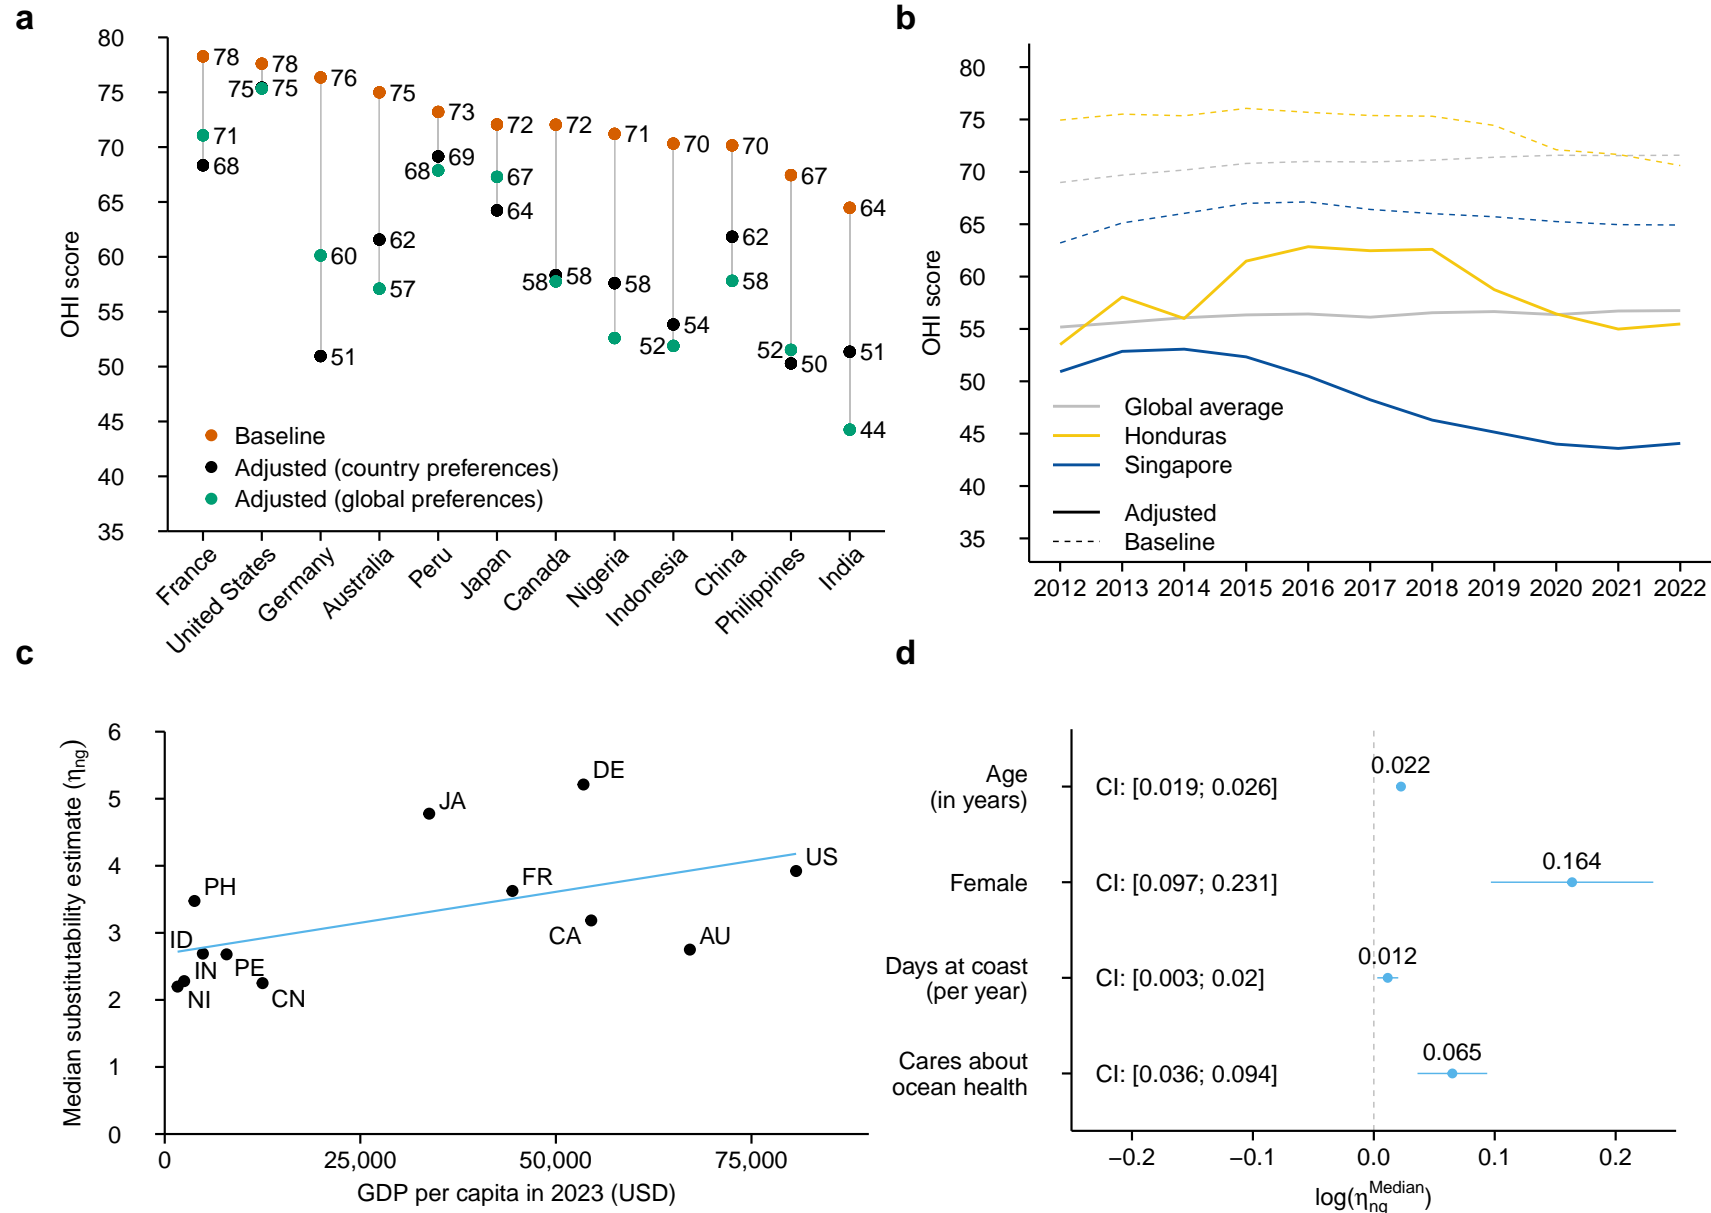 a
80
75
70
65
60
55
50
45
40
35
OHI score
78
71
68
78
75
75
76
60
51
75
62
57
73
69
68
72
67
64
72
58
58
71
58
70
54
52
70
62
58
67
52
50
64
51
44
Baseline
Adjusted (country preferences)
Adjusted (global preferences)
France
United States
Germany
Australia
Peru
Japan
Canada
Nigeria
Indonesia
China
Philippines
India
b
80
75
70
65
60
55
50
45
40
35
OHI score
Global average
Honduras
Singapore
Adjusted
Baseline
2012 2013 2014 2015 2016 2017 2018 2019 2020 2021 2022
c
6
5
4
3
2
1
0
Median substitutability estimate (ηng)
DE
JA
US
FR
PH
CA
AU
ID
IN
PE
NI
CN
0 25,000 50,000 75,000
GDP per capita in 2023 (USD)
d
Age
(in years)
CI: [0.019; 0.026]
0.022
Female
CI: [0.097; 0.231]
0.164
Days at coast
(per year)
CI: [0.003; 0.02]
0.012
Cares about
ocean health
CI: [0.036; 0.094]
0.065
−0.2 −0.1 0.0 0.1 0.2
log(ηng^Median)